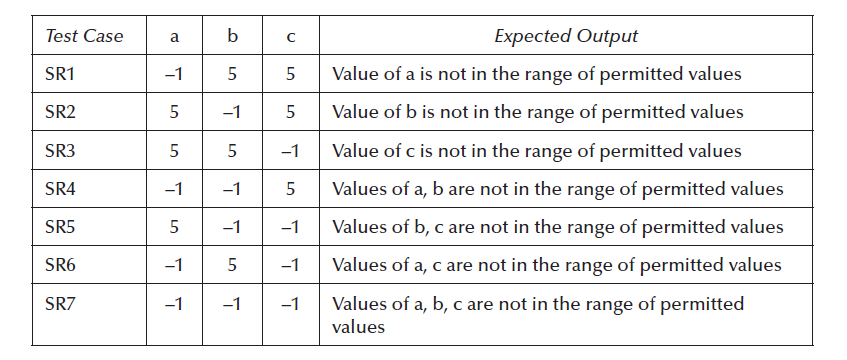 Test Case a b c Expected Output
SR1 –1 5 5 Value of a is not in the range of permitted values
SR2 5 –1 5 Value of b is not in the range of permitted values
SR3 5 5 –1 Value of c is not in the range of permitted values
SR4 –1 –1 5 Values of a, b are not in the range of permitted values
SR5 5 –1 –1 Values of b, c are not in the range of permitted values
SR6 –1 5 –1 Values of a, c are not in the range of permitted values
SR7 –1 –1 –1 Values of a, b, c are not in the range of permitted
values